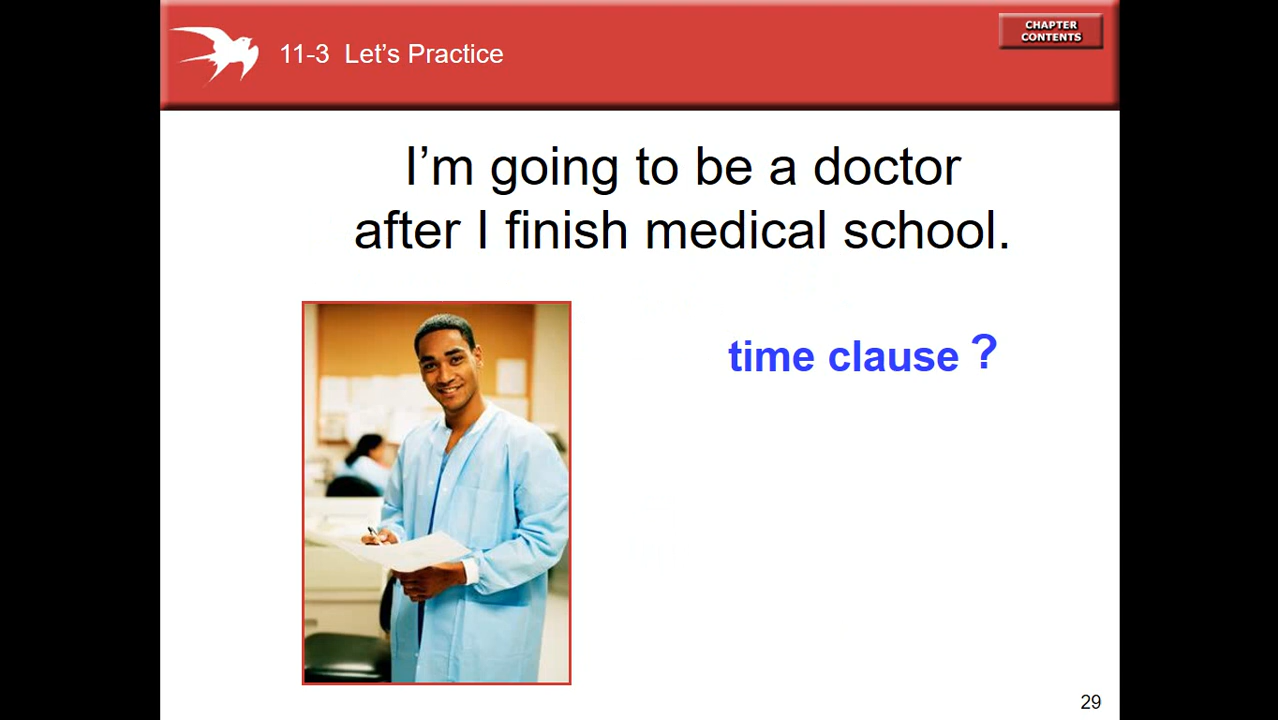 CHAPTER
CONTENTS
11-3 Let’s Practice
I’m going to be a doctor
after I finish medical school.
time clause ?
29